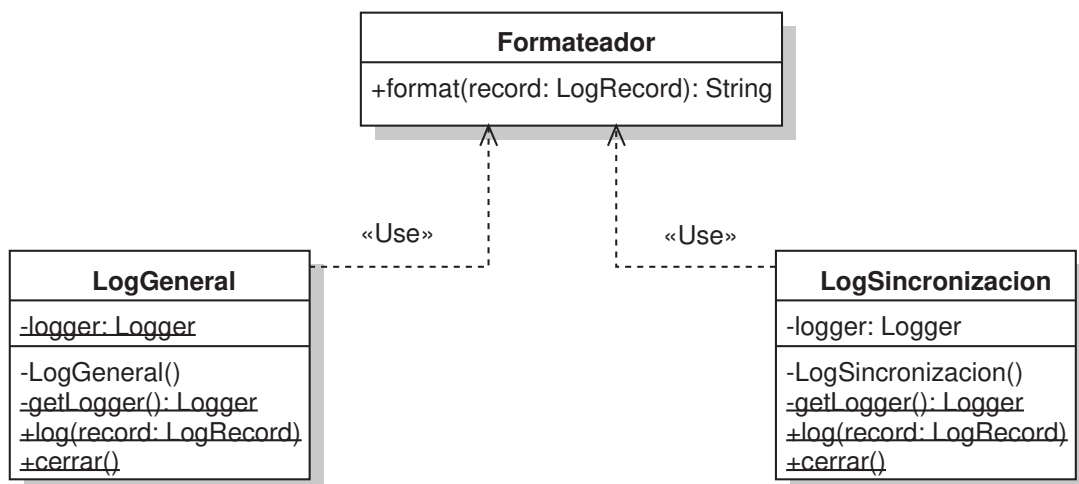 Formateador
+format(record: LogRecord): String
«Use»
«Use»
LogGeneral
-logger: Logger
-LogGeneral()
-getLogger(): Logger
+log(record: LogRecord)
+cerrar()
LogSincronizacion
-logger: Logger
-LogSincronizacion()
-getLogger(): Logger
+log(record: LogRecord)
+cerrar()